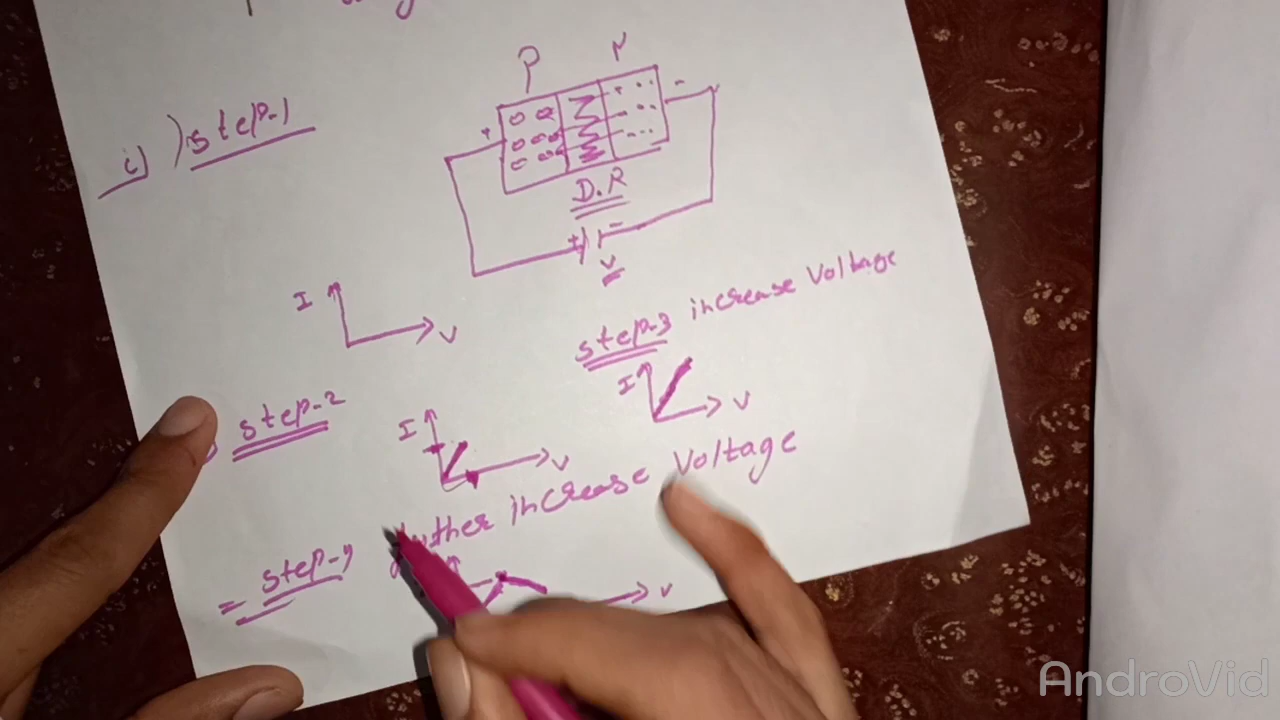 i) ) step-1
P N
+ -
D.R
+ -
V
I
V
step-3 increase Voltage
I
V
step-2
I
V
increase Voltage
= step-4
V
AndroVid